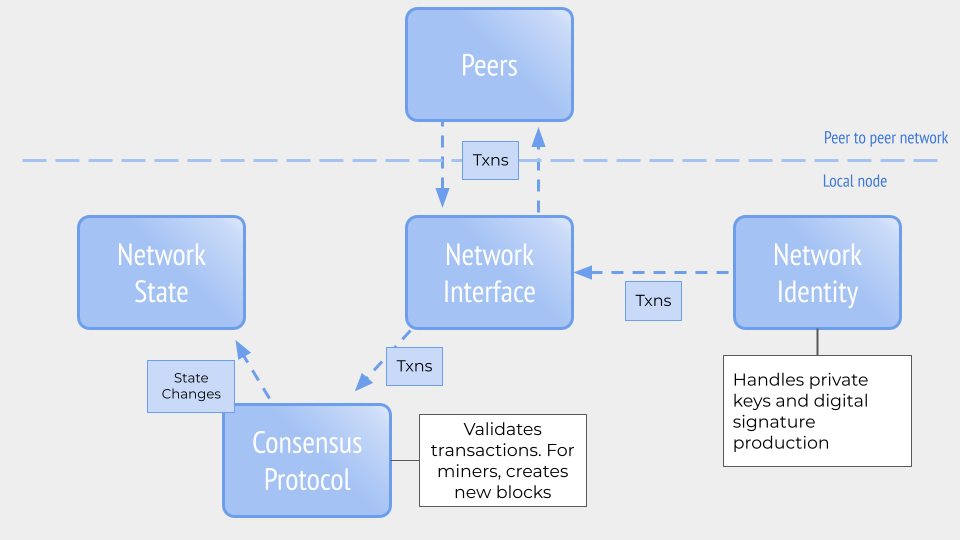 Peers
Peer to peer network
Txns
Local node
Network
State
Network
Interface
Network
Identity
Txns
Txns
State
Changes
Handles private
keys and digital
signature
production
Consensus
Protocol
Validates
transactions. For
miners, creates
new blocks